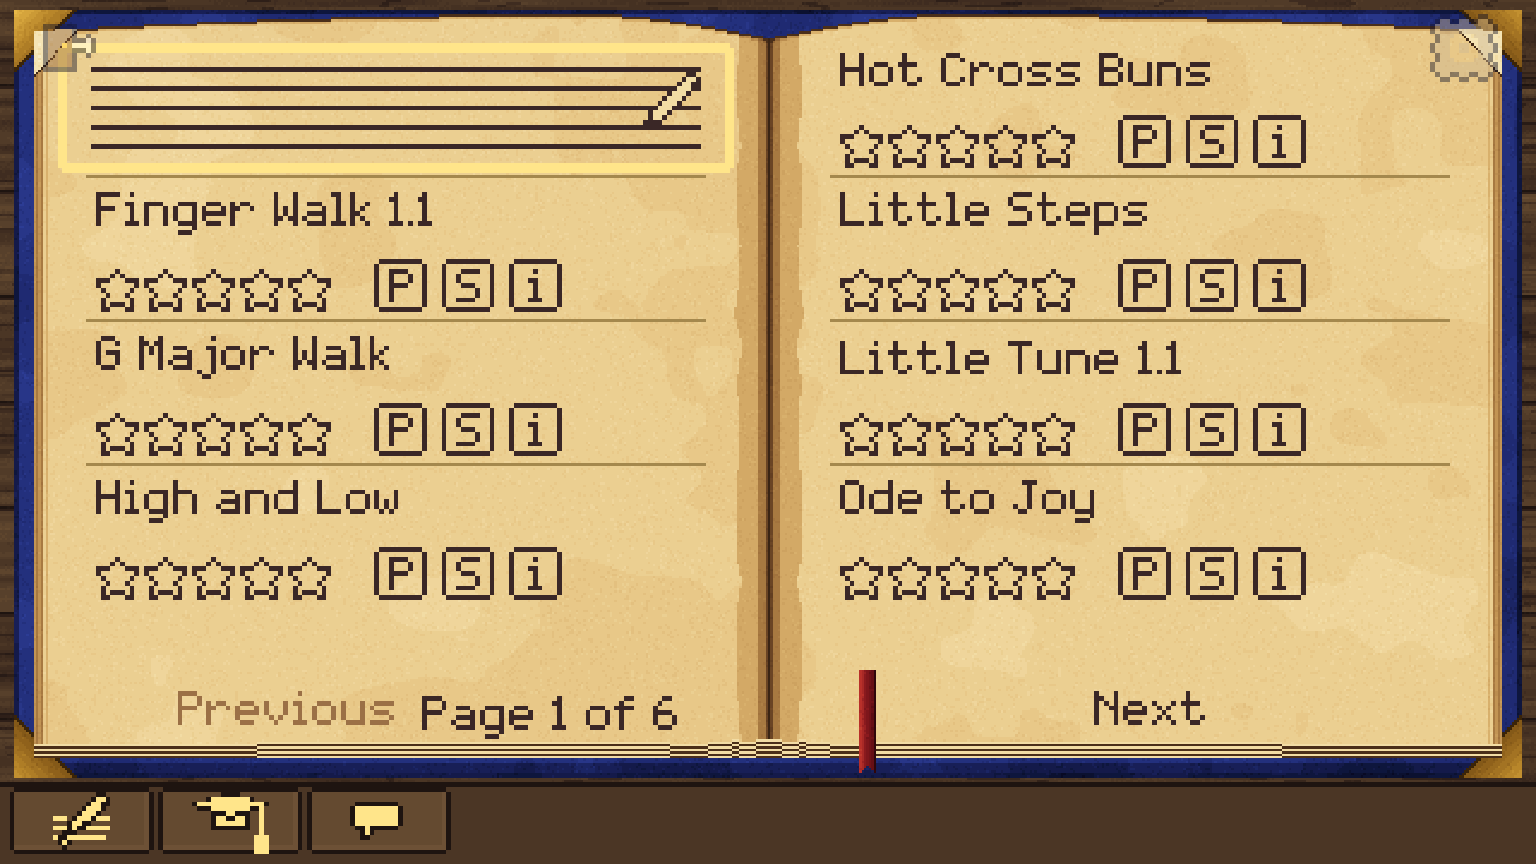 Finger Walk 1.1
P S i
G Major Walk
P S i
High and Low
P S i
Previous Page 1 of 6
Hot Cross Buns
P S i
Little Steps
P S i
Little Tune 1.1
P S i
Ode to Joy
P S i
Next